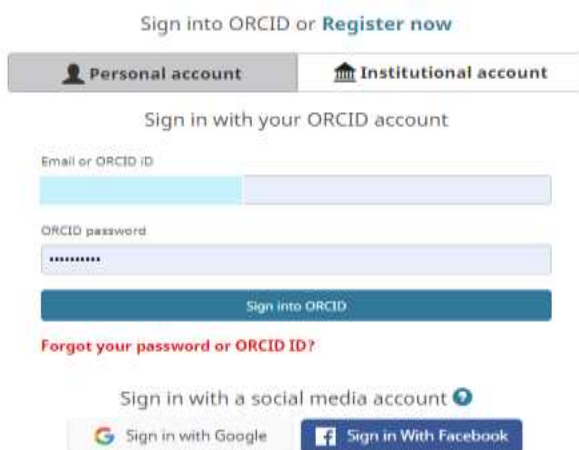 Sign into ORCID or Register now
Personal account Institutional account
Sign in with your ORCID account
Email or ORCID iD
ORCID password
••••••••••
Sign into ORCID
Forgot your password or ORCID ID?
Sign in with a social media account ?
Sign in with Google Sign in With Facebook